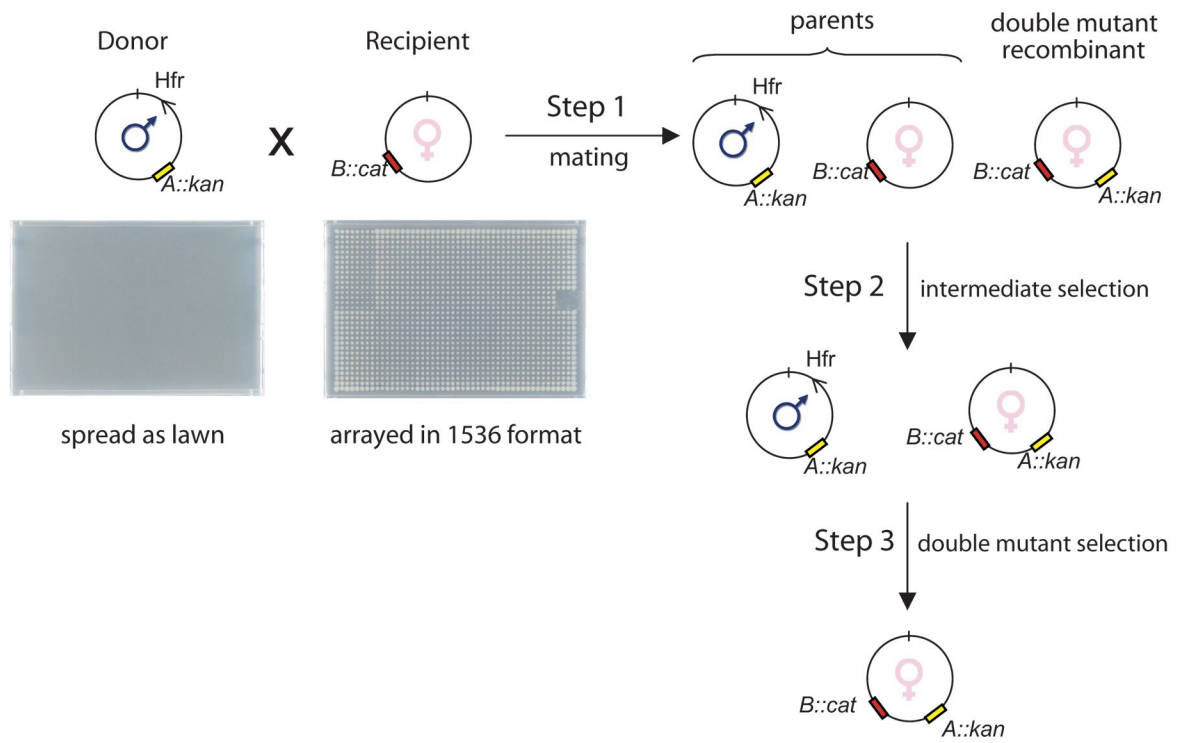 Donor
Recipient
parents
double mutant
recombinant
Hfr
A::kan
X
B::cat
Step 1
mating
Hfr
A::kan
B::cat
B::cat
A::kan
spread as lawn
arrayed in 1536 format
Step 2
intermediate selection
Hfr
A::kan
B::cat
A::kan
Step 3
double mutant selection
B::cat
A::kan